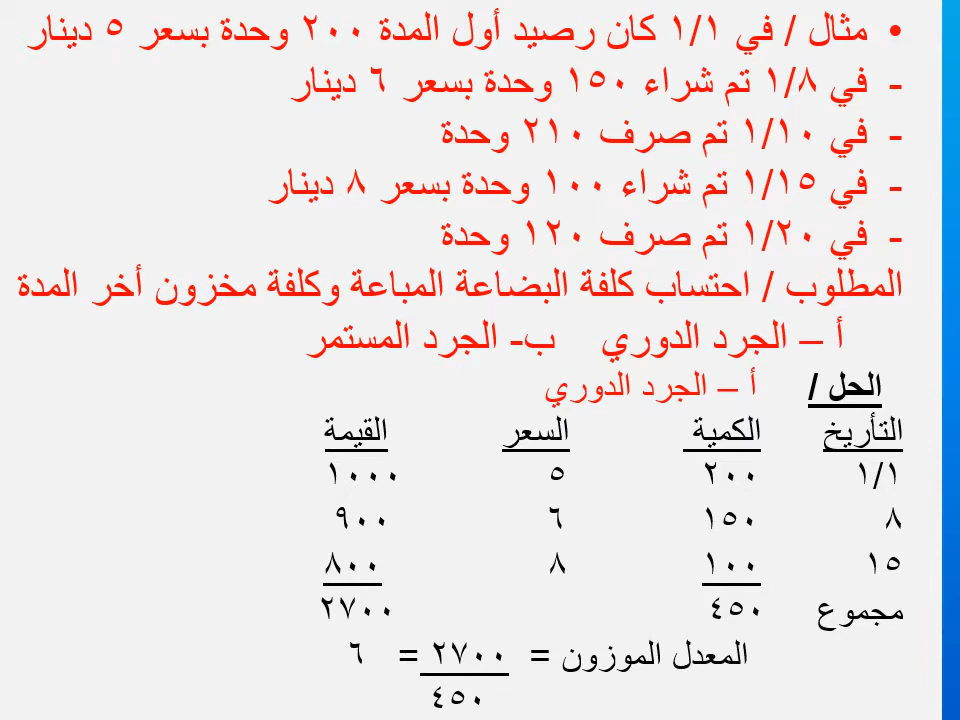 • مثال / في ١/١ كان رصيد أول المدة ٢٠٠ وحدة بسعر ٥ دينار
- في ١/٨ تم شراء ١٥٠ وحدة بسعر ٦ دينار
- في ١/١٠ تم صرف ٢١٠ وحدة
- في ١/١٥ تم شراء ١٠٠ وحدة بسعر ٨ دينار
- في ١/٢٠ تم صرف ١٢٠ وحدة
المطلوب / احتساب كلفة البضاعة المباعة وكلفة مخزون أخر المدة
أ – الجرد الدوري ب- الجرد المستمر
الحل / أ – الجرد الدوري
التأريخ الكمية السعر القيمة
١/١ ٢٠٠ ٥ ١٠٠٠
٨ ١٥٠ ٦ ٩٠٠
١٥ ١٠٠ ٨ ٨٠٠
مجموع ٤٥٠ ٢٧٠٠
المعدل الموزون = ٢٧٠٠ = ٦
٤٥٠